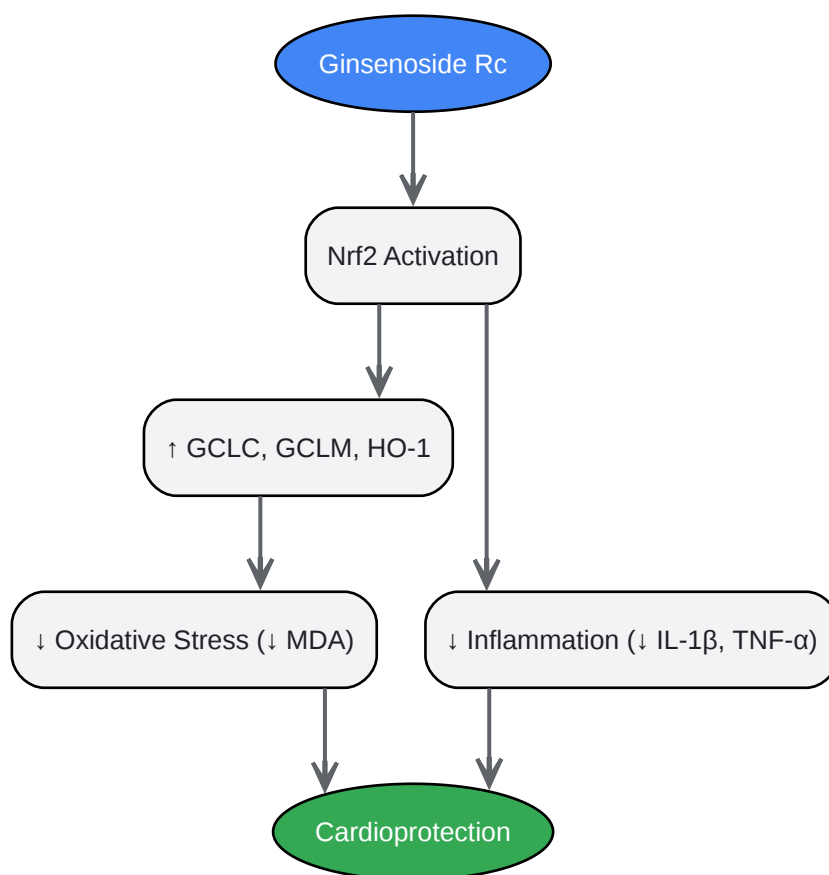 Ginsenoside Rc
Nrf2 Activation
↑ GCLC, GCLM, HO-1
↓ Oxidative Stress (↓ MDA)
↓ Inflammation (↓ IL-1β, TNF-α)
Cardioprotection